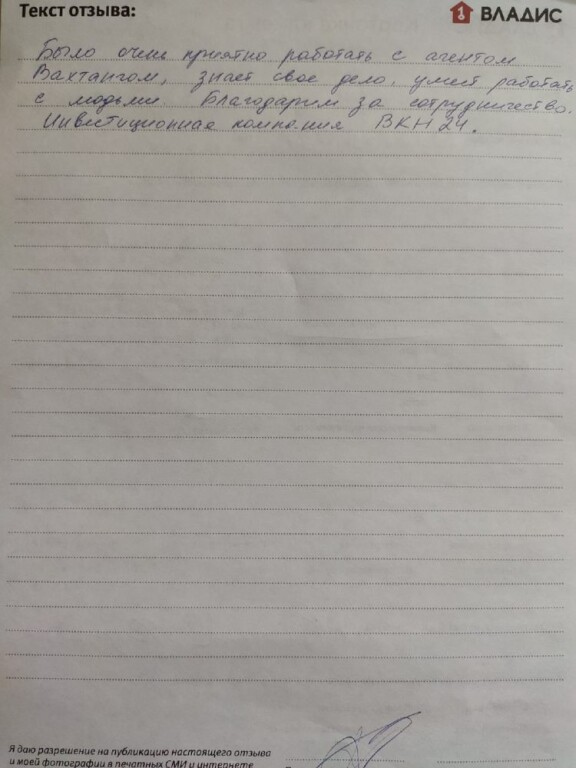 Текст отзыва:
ВЛАДИС
Было очень приятно работать с агентом
Вахтангом, знает свое дело, умеет работать
с людьми. Благодарим за сотрудничество.
Инвестиционная компания ВКН 24.
Я даю разрешение на публикацию настоящего отзыва
и моей фотографии в печатных СМИ и интернете